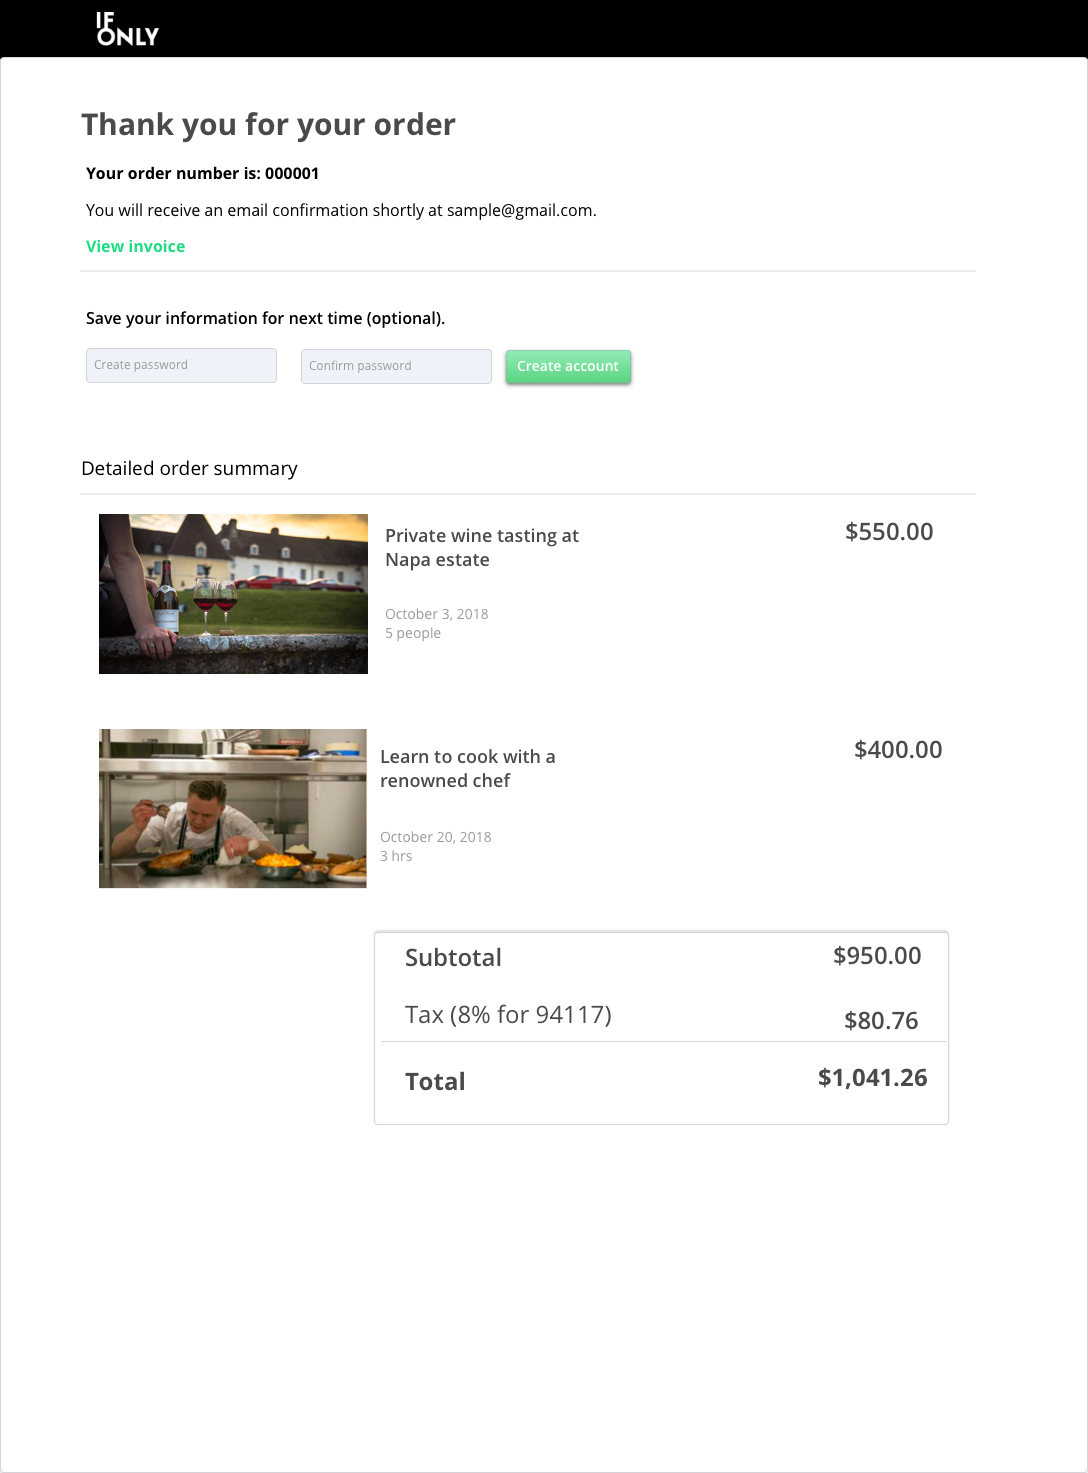 IF
ONLY
Thank you for your order
Your order number is: 000001
You will receive an email confirmation shortly at sample@gmail.com.
View invoice
Save your information for next time (optional).
Create password
Confirm password
Create account
Detailed order summary
Private wine tasting at
Napa estate
$550.00
October 3, 2018
5 people
Learn to cook with a
renowned chef
$400.00
October 20, 2018
3 hrs
Subtotal
$950.00
Tax (8% for 94117)
$80.76
Total
$1,041.26